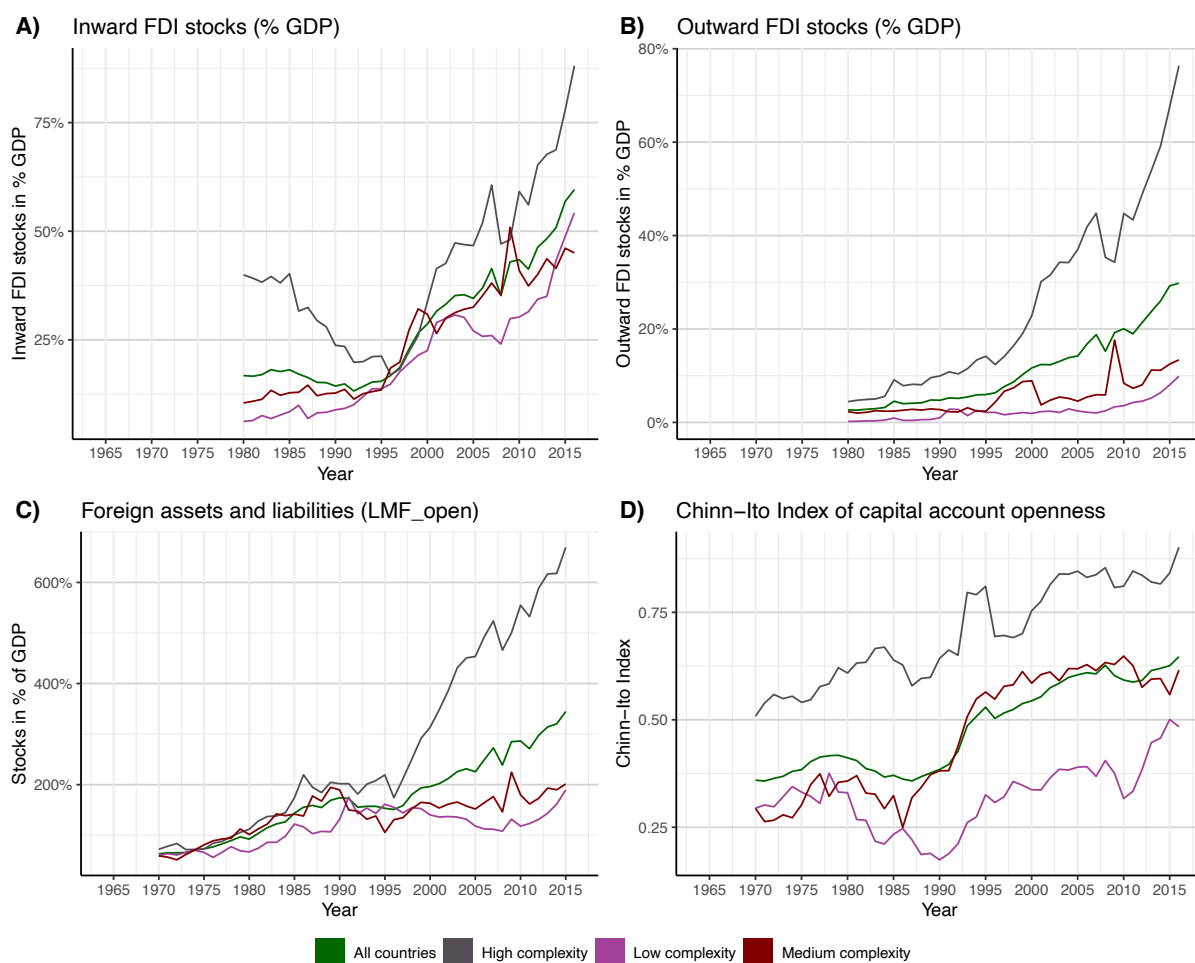 A) Inward FDI stocks (% GDP)
Inward FDI stocks in % GDP
75%
50%
25%
1965 1970 1975 1980 1985 1990 1995 2000 2005 2010 2015
Year
B) Outward FDI stocks (% GDP)
Outward FDI stocks in % GDP
80%
60%
40%
20%
0%
1965 1970 1975 1980 1985 1990 1995 2000 2005 2010 2015
Year
C) Foreign assets and liabilities (LMF_open)
Stocks in % of GDP
600%
400%
200%
1965 1970 1975 1980 1985 1990 1995 2000 2005 2010 2015
Year
D) Chinn−Ito Index of capital account openness
Chinn−Ito Index
0.75
0.50
0.25
1965 1970 1975 1980 1985 1990 1995 2000 2005 2010 2015
Year
All countries High complexity Low complexity Medium complexity